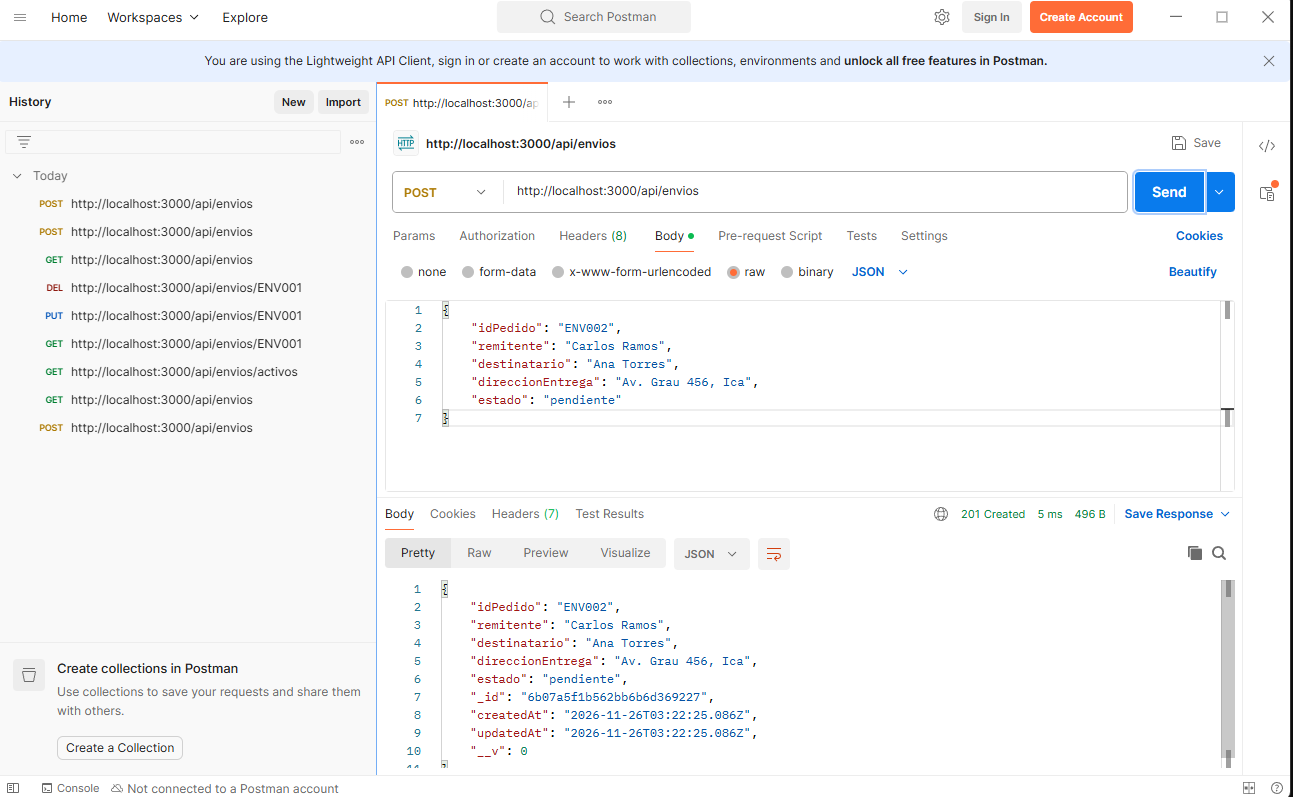 Home Workspaces Explore Search Postman Sign In Create Account
You are using the Lightweight API Client, sign in or create an account to work with collections, environments and unlock all free features in Postman.
History New Import
Today
POST http://localhost:3000/api/envios
POST http://localhost:3000/api/envios
GET http://localhost:3000/api/envios
DEL http://localhost:3000/api/envios/ENV001
PUT http://localhost:3000/api/envios/ENV001
GET http://localhost:3000/api/envios/ENV001
GET http://localhost:3000/api/envios/activos
GET http://localhost:3000/api/envios
POST http://localhost:3000/api/envios
Create collections in Postman
Use collections to save your requests and share them
with others.
Create a Collection
POST http://localhost:3000/ap
HTTP http://localhost:3000/api/envios Save
POST http://localhost:3000/api/envios Send
Params Authorization Headers (8) Body Pre-request Script Tests Settings Cookies
none form-data x-www-form-urlencoded raw binary JSON Beautify
1 {
2 "idPedido": "ENV002",
3 "remitente": "Carlos Ramos",
4 "destinatario": "Ana Torres",
5 "direccionEntrega": "Av. Grau 456, Ica",
6 "estado": "pendiente"
7 }
Body Cookies Headers (7) Test Results 201 Created 5 ms 496 B Save Response
Pretty Raw Preview Visualize JSON
1 {
2 "idPedido": "ENV002",
3 "remitente": "Carlos Ramos",
4 "destinatario": "Ana Torres",
5 "direccionEntrega": "Av. Grau 456, Ica",
6 "estado": "pendiente",
7 "_id": "6b07a5f1b562bb6b6d369227",
8 "createdAt": "2026-11-26T03:22:25.086Z",
9 "updatedAt": "2026-11-26T03:22:25.086Z",
10 "__v": 0
11 }
Console Not connected to a Postman account